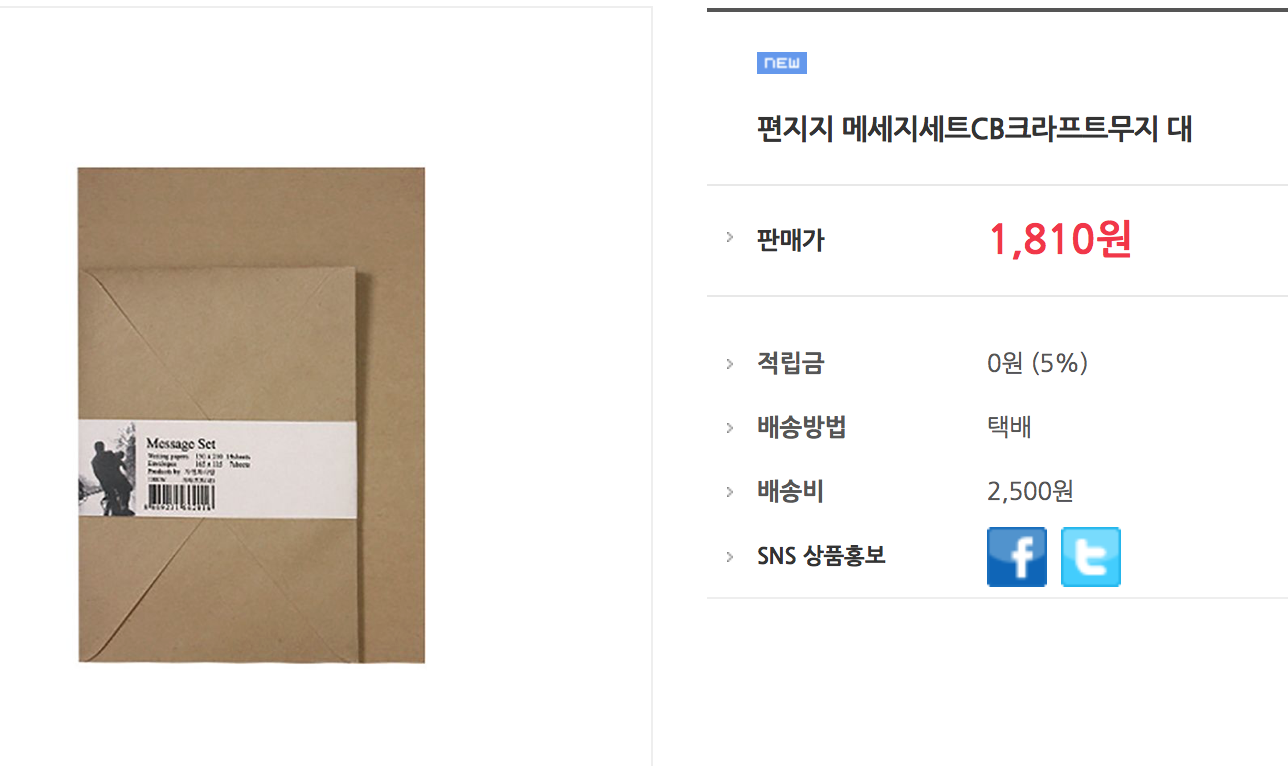 NEW
편지지 메세지세트CB크라프트무지 대
판매가 1,810원
적립금 0원 (5%)
배송방법 택배
배송비 2,500원
SNS 상품홍보 f t
Message Set
Writing papers
Envelopes
Products by